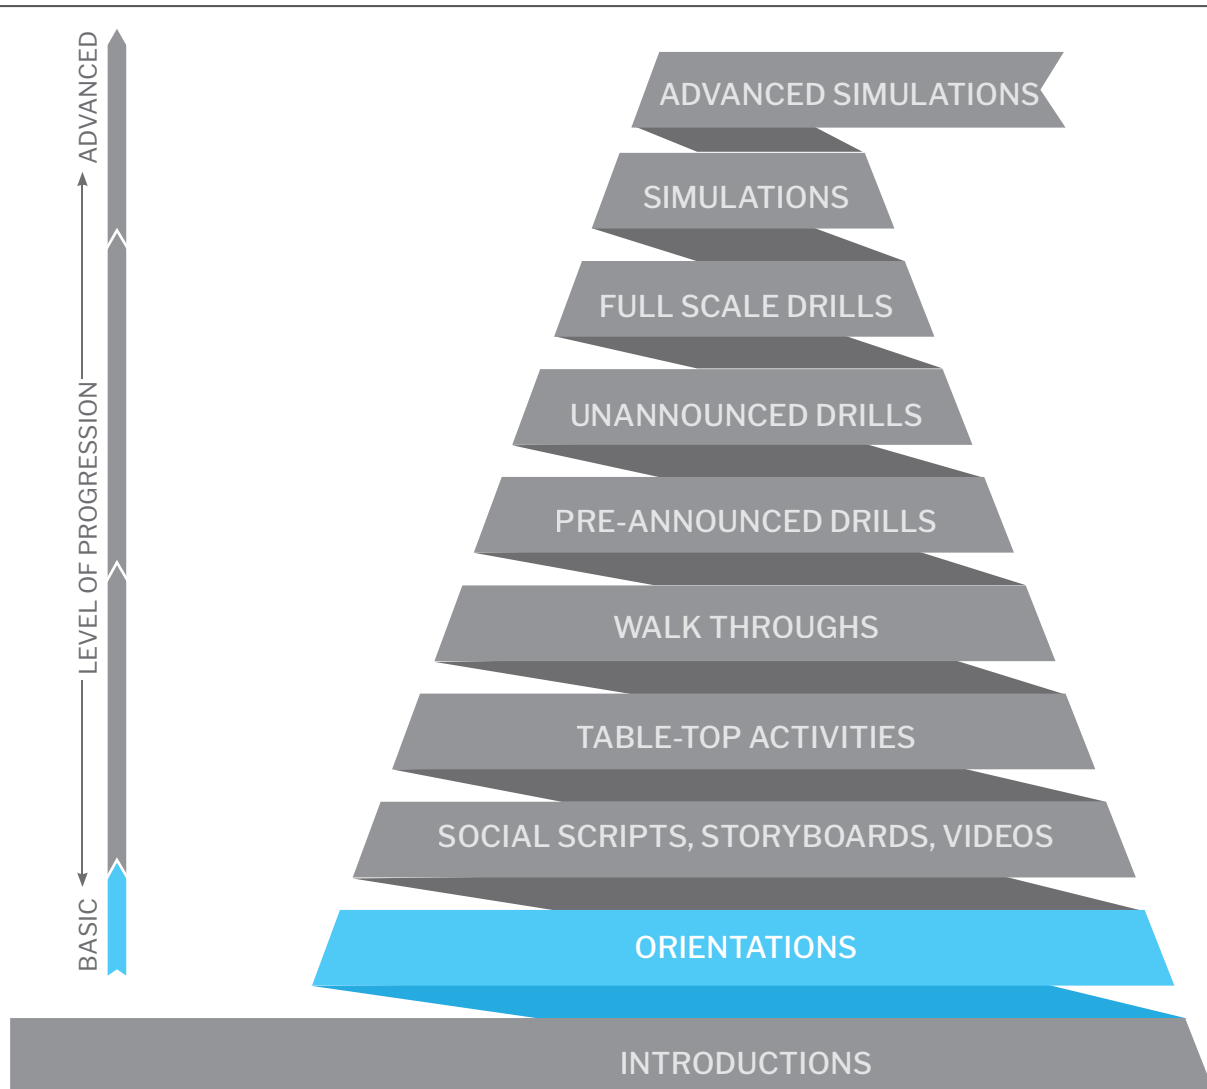 ADVANCED
LEVEL OF PROGRESSION
BASIC
ADVANCED SIMULATIONS
SIMULATIONS
FULL SCALE DRILLS
UNANNOUNCED DRILLS
PRE-ANNOUNCED DRILLS
WALK THROUGHS
TABLE-TOP ACTIVITIES
SOCIAL SCRIPTS, STORYBOARDS, VIDEOS
ORIENTATIONS
INTRODUCTIONS